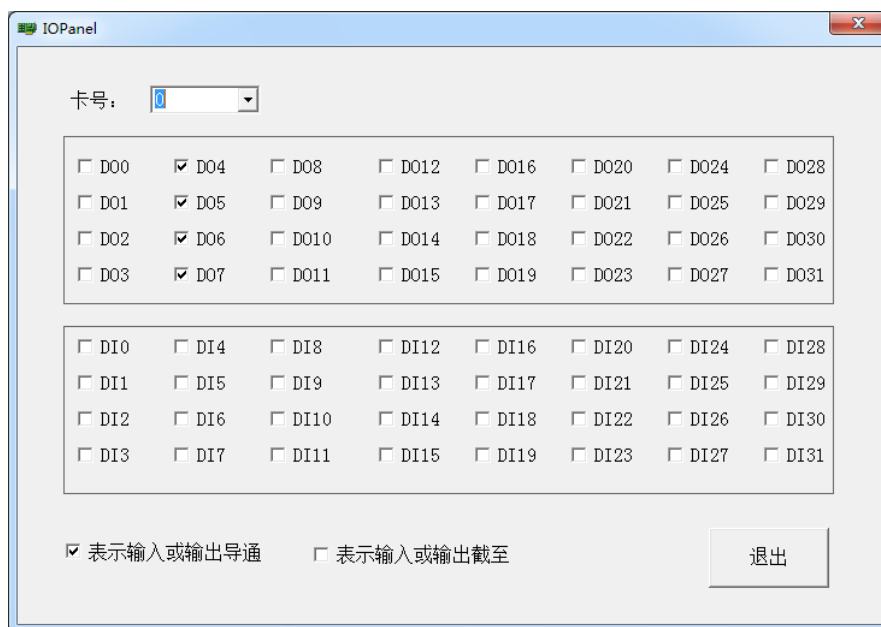 IOPanel
卡号： 0
DO0 DO4 DO8 DO12 DO16 DO20 DO24 DO28
DO1 DO5 DO9 DO13 DO17 DO21 DO25 DO29
DO2 DO6 DO10 DO14 DO18 DO22 DO26 DO30
DO3 DO7 DO11 DO15 DO19 DO23 DO27 DO31
DI0 DI4 DI8 DI12 DI16 DI20 DI24 DI28
DI1 DI5 DI9 DI13 DI17 DI21 DI25 DI29
DI2 DI6 DI10 DI14 DI18 DI22 DI26 DI30
DI3 DI7 DI11 DI15 DI19 DI23 DI27 DI31
表示输入或输出导通 表示输入或输出截至 退出